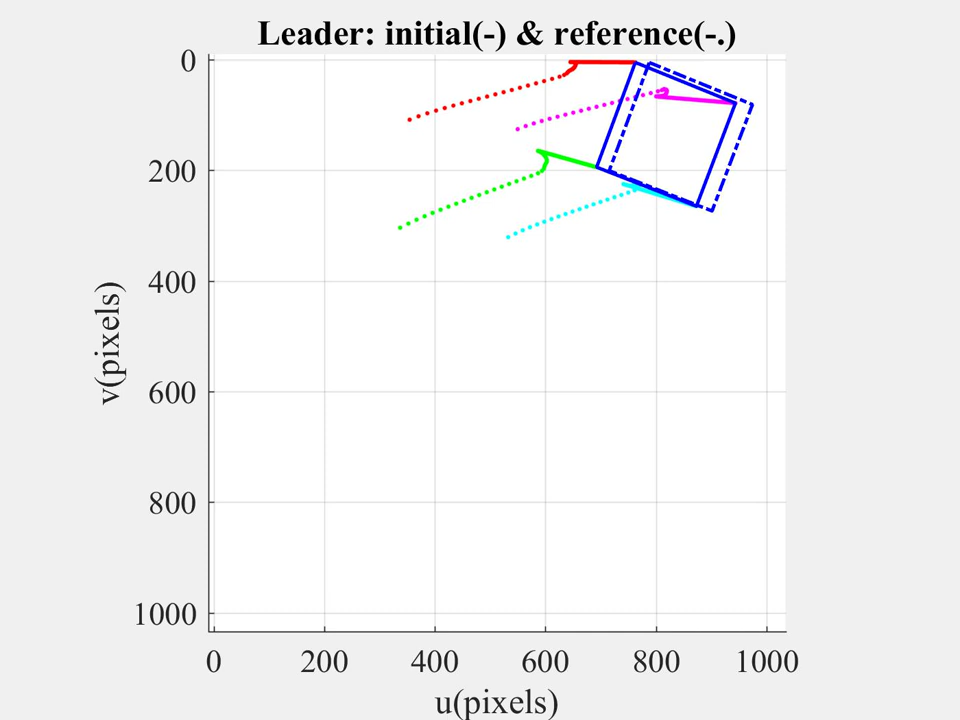 Leader: initial(-) & reference(-.)
0
200
400
600
800
1000
v(pixels)
0 200 400 600 800 1000
u(pixels)